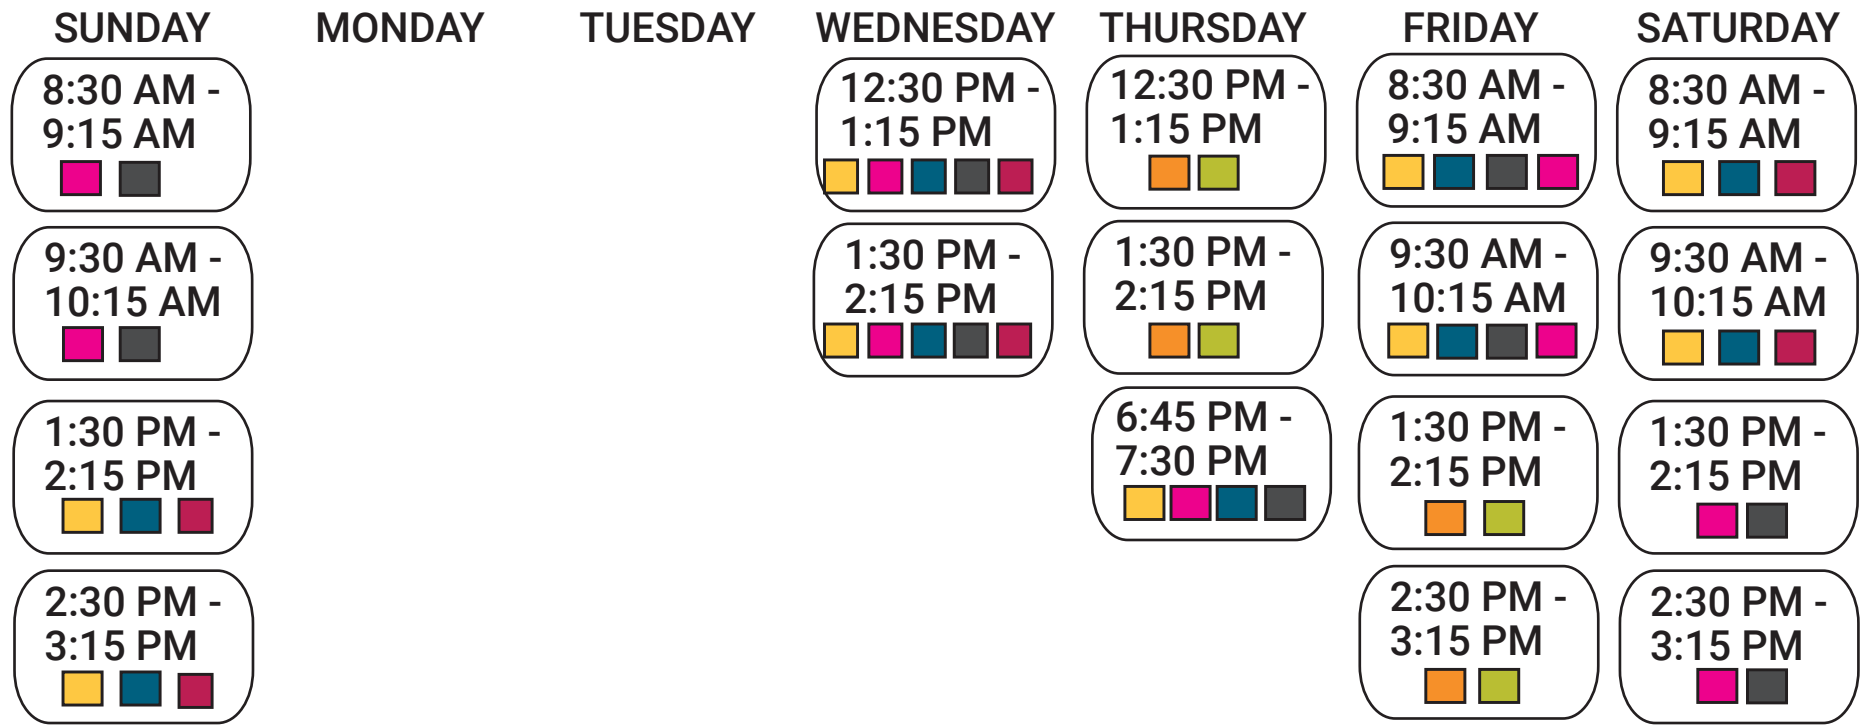 SUNDAY
8:30 AM -
9:15 AM
9:30 AM -
10:15 AM
1:30 PM -
2:15 PM
2:30 PM -
3:15 PM
MONDAY
TUESDAY
WEDNESDAY
12:30 PM -
1:15 PM
1:30 PM -
2:15 PM
THURSDAY
12:30 PM -
1:15 PM
1:30 PM -
2:15 PM
6:45 PM -
7:30 PM
FRIDAY
8:30 AM -
9:15 AM
9:30 AM -
10:15 AM
1:30 PM -
2:15 PM
2:30 PM -
3:15 PM
SATURDAY
8:30 AM -
9:15 AM
9:30 AM -
10:15 AM
1:30 PM -
2:15 PM
2:30 PM -
3:15 PM